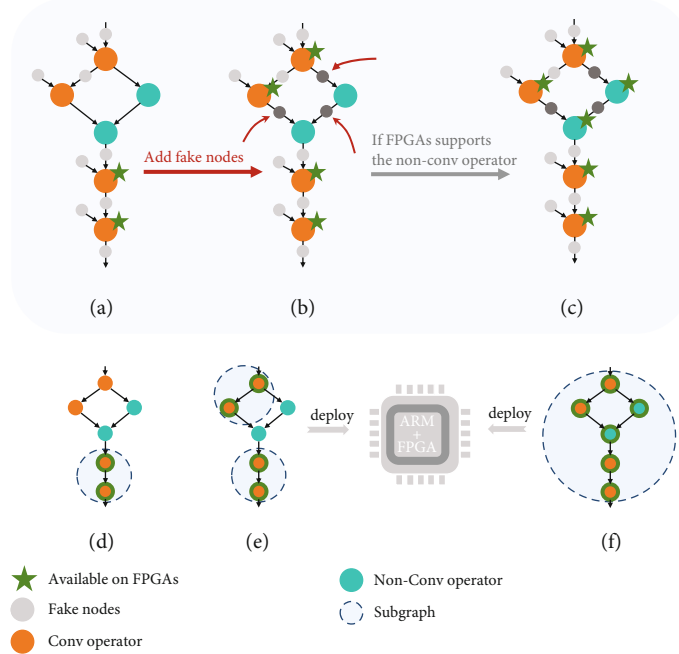 Add fake nodes
If FPGAs supports
the non-conv operator
(a)
(b)
(c)
deploy
ARM
+
FPGA
deploy
(d)
(e)
(f)
Available on FPGAs
Fake nodes
Conv operator
Non-Conv operator
Subgraph